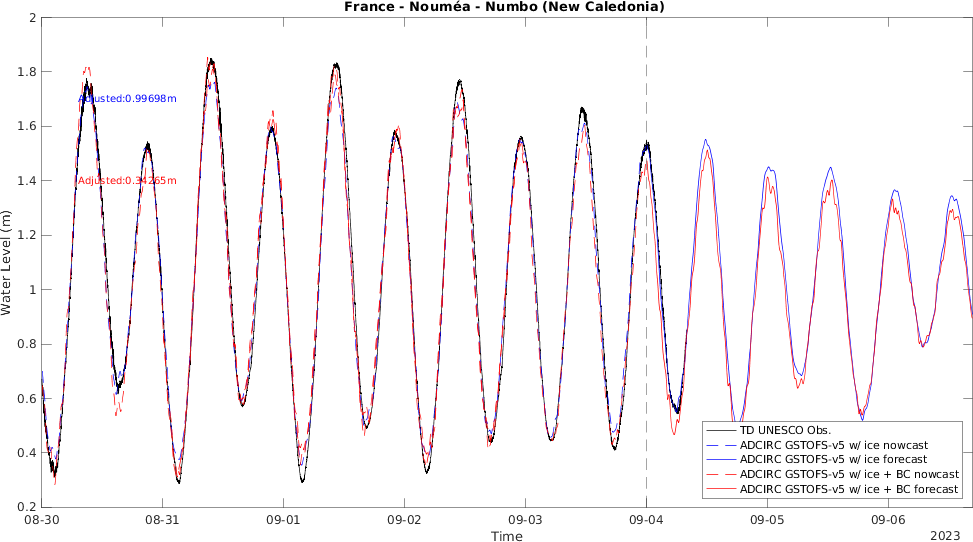 France - Nouméa - Numbo (New Caledonia)
2
1.8
Adjusted:0.99698m
1.6
1.4
Adjusted:0.34265m
1.2
Water Level (m)
1
0.8
0.6
0.4
0.2
TD UNESCO Obs.
ADCIRC GSTOFS-v5 w/ ice nowcast
ADCIRC GSTOFS-v5 w/ ice forecast
ADCIRC GSTOFS-v5 w/ ice + BC nowcast
ADCIRC GSTOFS-v5 w/ ice + BC forecast
08-30 08-31 09-01 09-02 09-03 09-04 09-05 09-06
Time
2023